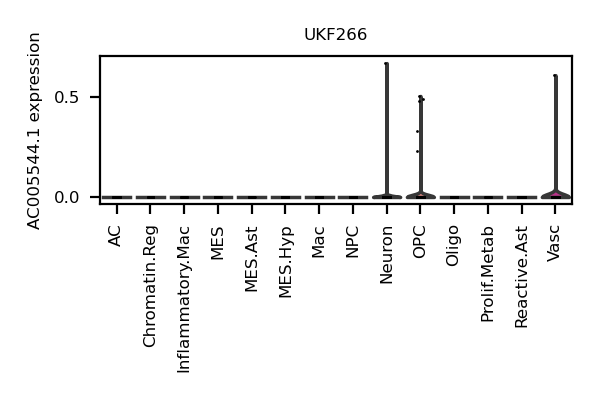 UKF266
AC005544.1 expression
0.5
0.0
AC
Chromatin.Reg
Inflammatory.Mac
MES
MES.Ast
MES.Hyp
Mac
NPC
Neuron
OPC
Oligo
Prolif.Metab
Reactive.Ast
Vasc